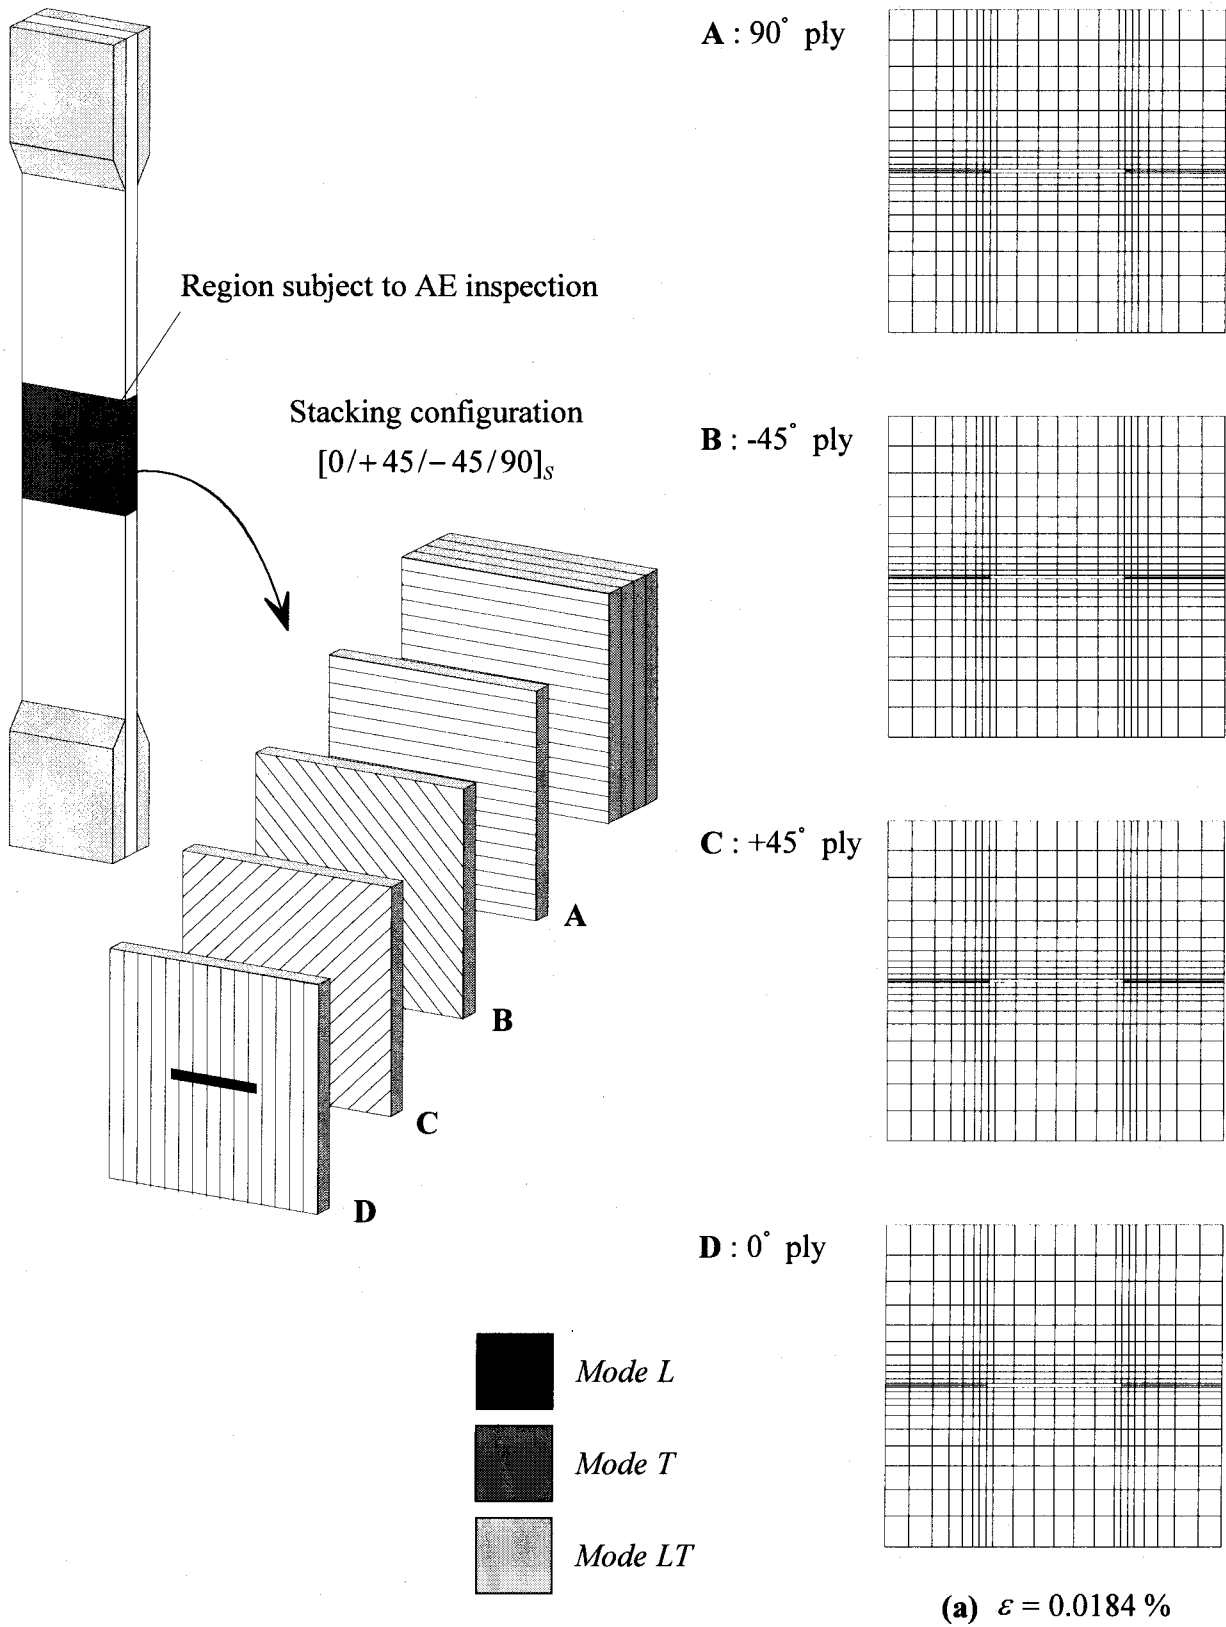 A : 90° ply
Region subject to AE inspection
Stacking configuration
[0/+45/−45/90]S
B : -45° ply
A
B
C
D
C : +45° ply
D : 0° ply
Mode L
Mode T
Mode LT
(a) ε = 0.0184 %